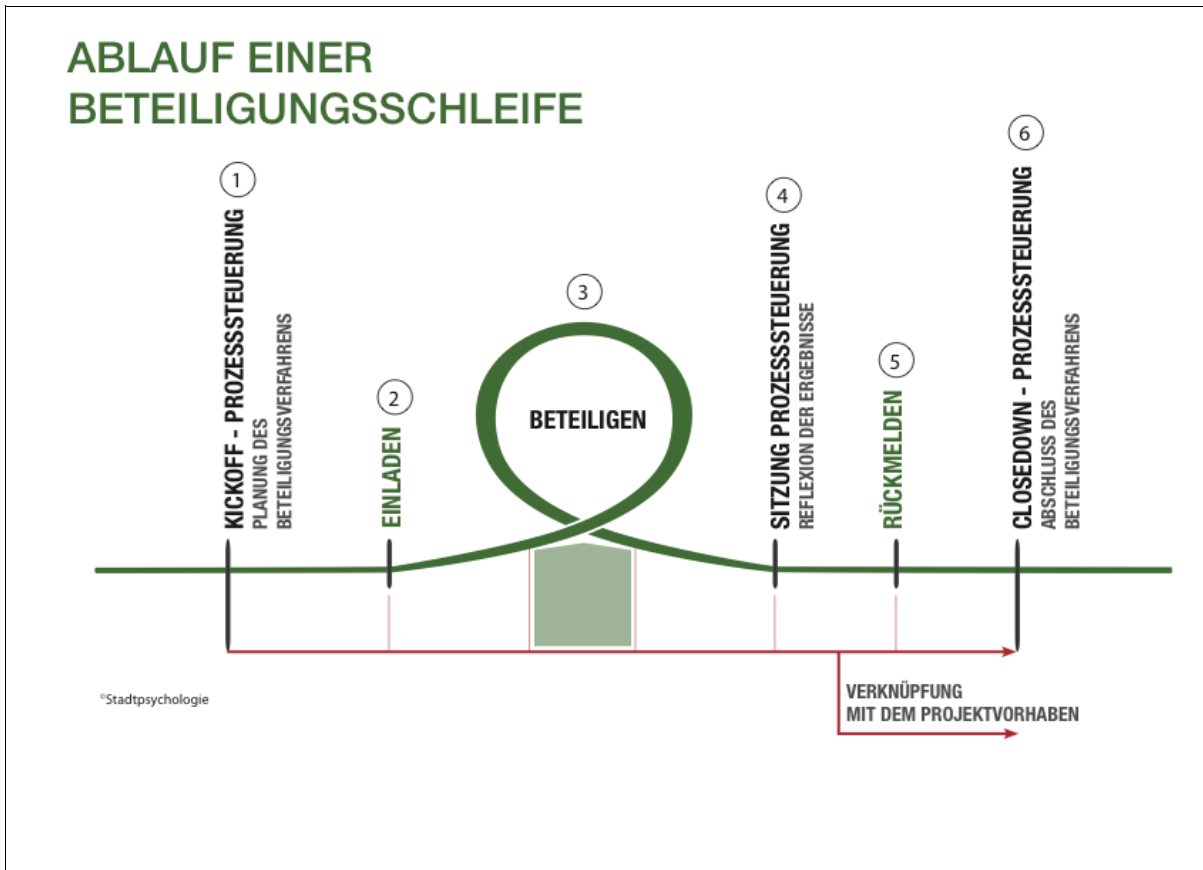 ABLAUF EINER
BETEILIGUNGSSCHLEIFE
1
KICKOFF - PROZESSSTEUERUNG
PLANUNG DES
BETEILIGUNGSVERFAHRENS
2
EINLADEN
3
BETEILIGEN
4
SITZUNG PROZESSTEUERUNG
REFLEXION DER ERGEBNISSE
5
RÜCKMELDEN
6
CLOSEDOWN - PROZESSSTEUERUNG
ABSCHLUSS DES
BETEILIGUNGSVERFAHRENS
VERKNÜPFUNG
MIT DEM PROJEKTVORHABEN
©Stadtpsychologie